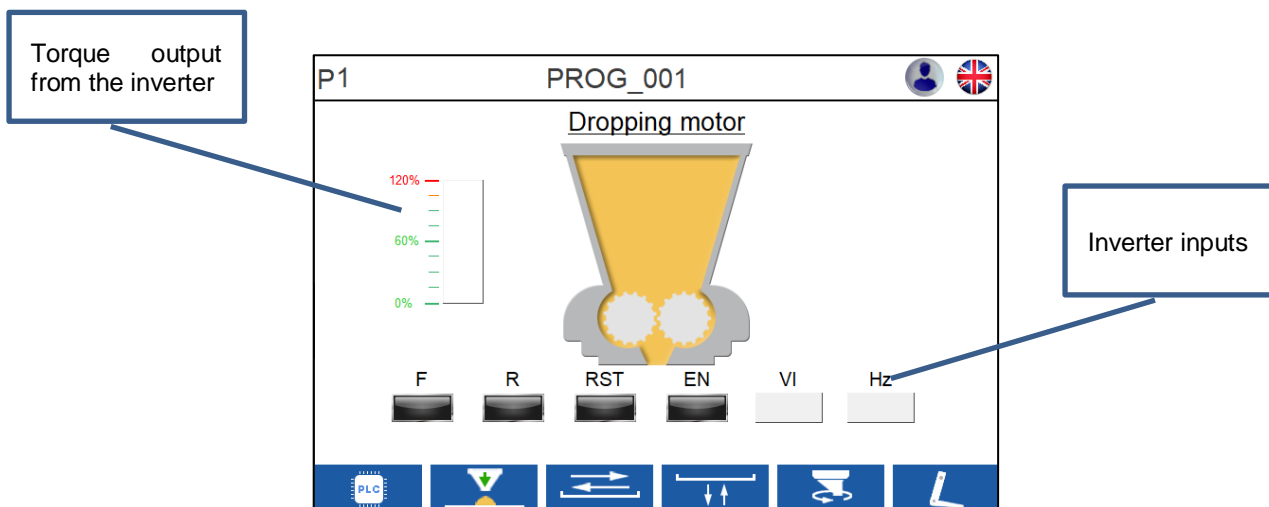 Torque output
from the inverter
P1 PROG_001
Dropping motor
120%
60%
0%
Inverter inputs
F R RST EN VI Hz
PLC